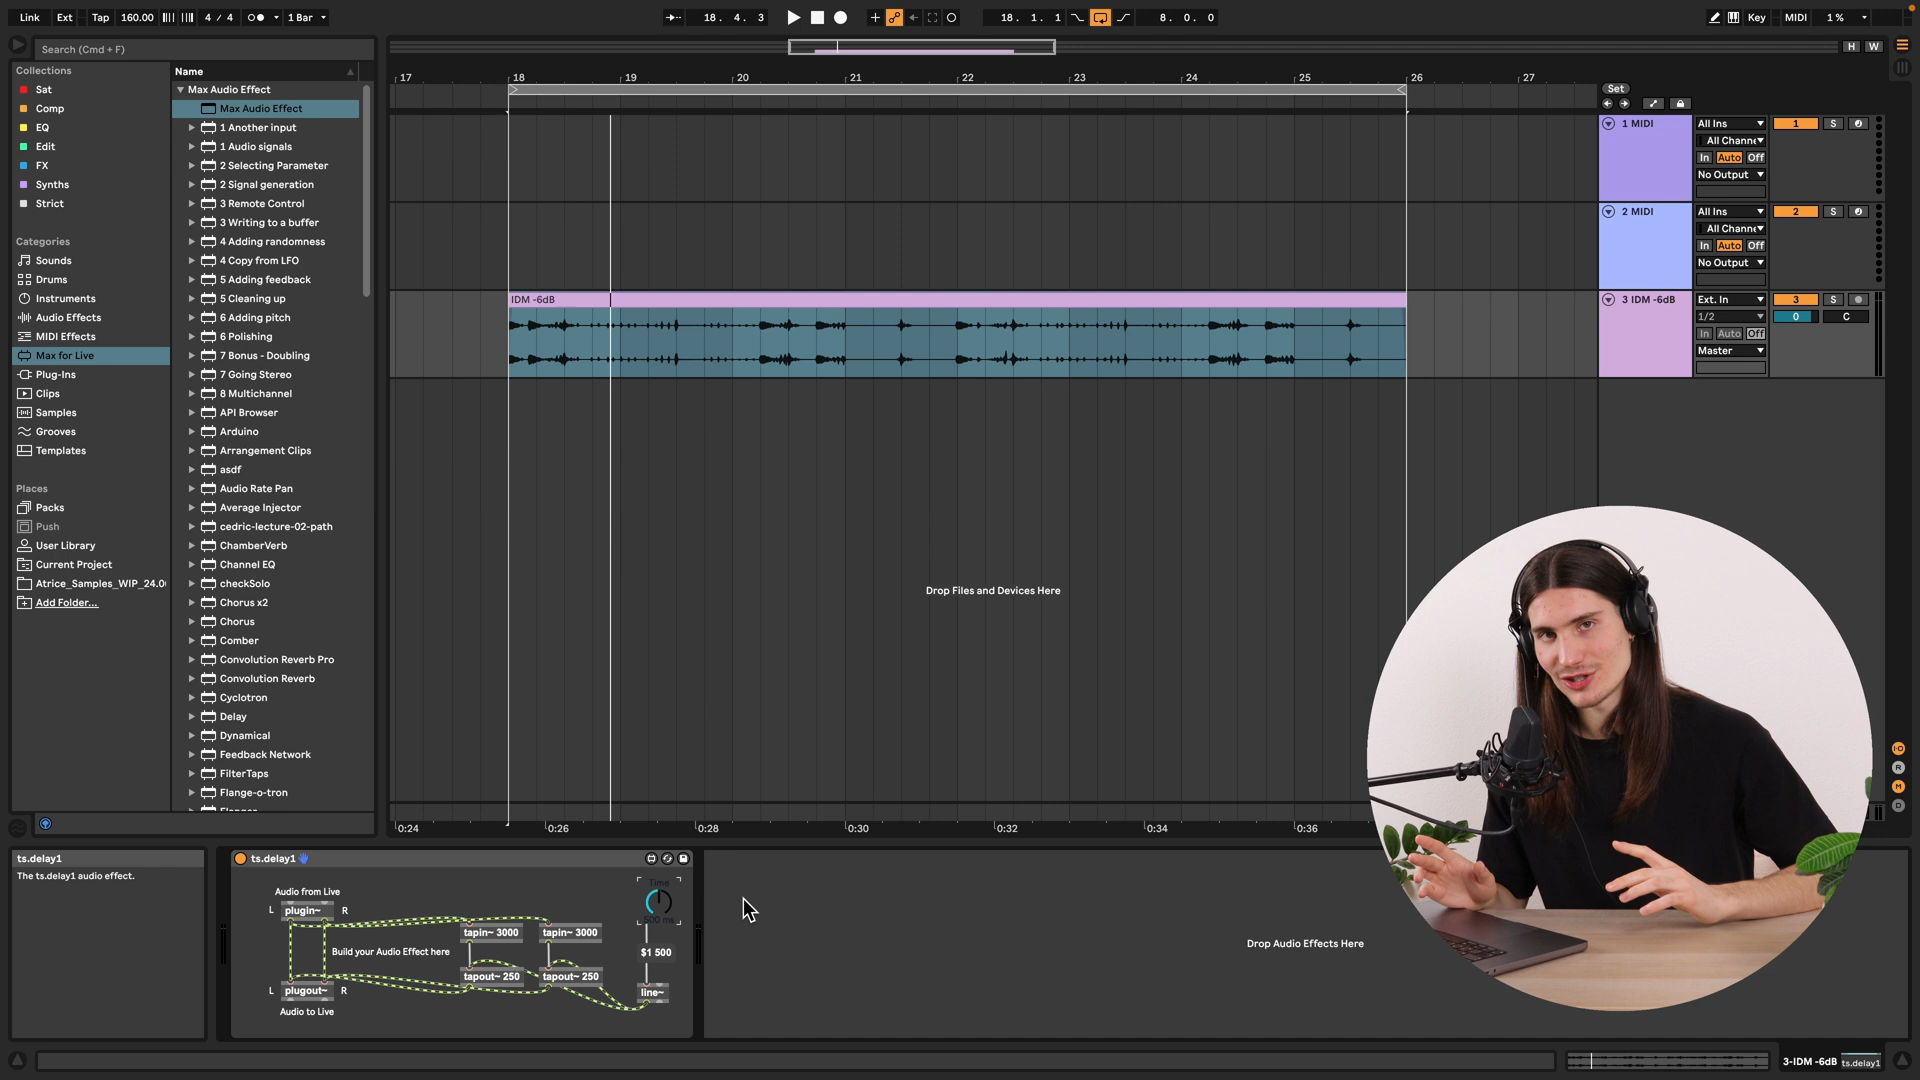 Link Ext Tap 160.00 4 / 4 1 Bar
18. 4. 3 18. 1. 1 8. 0. 0
Key MIDI 1 %
Search (Cmd + F)
H W
Collections
Sat
Comp
EQ
Edit
FX
Synths
Strict
Categories
Sounds
Drums
Instruments
Audio Effects
MIDI Effects
Max for Live
Plug-Ins
Clips
Samples
Grooves
Templates
Places
Packs
Push
User Library
Current Project
Atrice_Samples_WIP_24.0
Add Folder...
Name
Max Audio Effect
Max Audio Effect
1 Another input
1 Audio signals
2 Selecting Parameter
2 Signal generation
3 Remote Control
3 Writing to a buffer
4 Adding randomness
4 Copy from LFO
5 Adding feedback
5 Cleaning up
6 Adding pitch
6 Polishing
7 Bonus - Doubling
7 Going Stereo
8 Multichannel
API Browser
Arduino
Arrangement Clips
asdf
Audio Rate Pan
Average Injector
cedric-lecture-02-path
ChamberVerb
Channel EQ
checkSolo
Chorus x2
Chorus
Comber
Convolution Reverb Pro
Convolution Reverb
Cyclotron
Delay
Dynamical
Feedback Network
FilterTaps
Flange-o-tron
17 18 19 20 21 22 23 24 25 26 27
Set
1 MIDI All Ins 1 S
All Channe
In Auto Off
No Output
2 MIDI All Ins 2 S
All Channe
In Auto Off
No Output
IDM -6dB
3 IDM -6dB Ext. In 3 S
1/2 0 C
In Auto Off
Master
Drop Files and Devices Here
0:24 0:26 0:28 0:30 0:32 0:34 0:36
R
M
D
ts.delay1
The ts.delay1 audio effect.
ts.delay1
Audio from Live
L plugin~ R
Build your Audio Effect here
L plugout~ R
Audio to Live
tapin~ 3000 tapin~ 3000
tapout~ 250 tapout~ 250
Time
500 ms
$1 500
line~
Drop Audio Effects Here
3-IDM -6dB ts.delay1